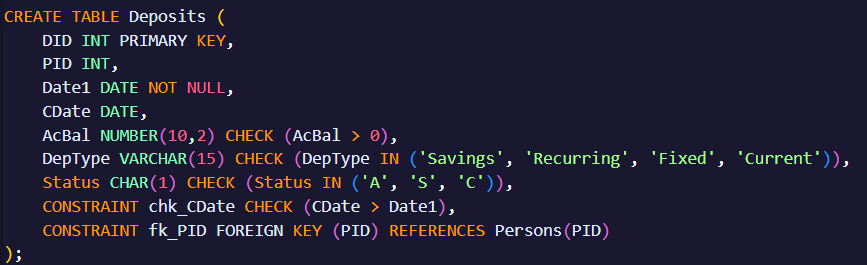 CREATE TABLE Deposits (
    DID INT PRIMARY KEY,
    PID INT,
    Date1 DATE NOT NULL,
    CDate DATE,
    AcBal NUMBER(10,2) CHECK (AcBal > 0),
    DepType VARCHAR(15) CHECK (DepType IN ('Savings', 'Recurring', 'Fixed', 'Current')),
    Status CHAR(1) CHECK (Status IN ('A', 'S', 'C')),
    CONSTRAINT chk_CDate CHECK (CDate > Date1),
    CONSTRAINT fk_PID FOREIGN KEY (PID) REFERENCES Persons(PID)
);